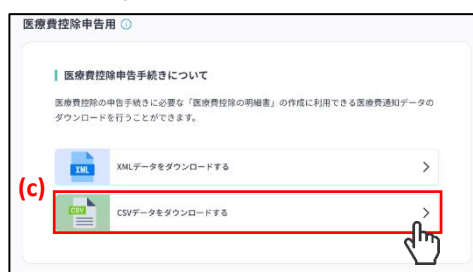 医療費控除申告用
医療費控除申告手続きについて
医療費控除の申告手続きに必要な「医療費控除の明細書」の作成に利用できる医療費通知データの
ダウンロードを行うことができます。
XML
XMLデータをダウンロードする
(c)
CSV
CSVデータをダウンロードする